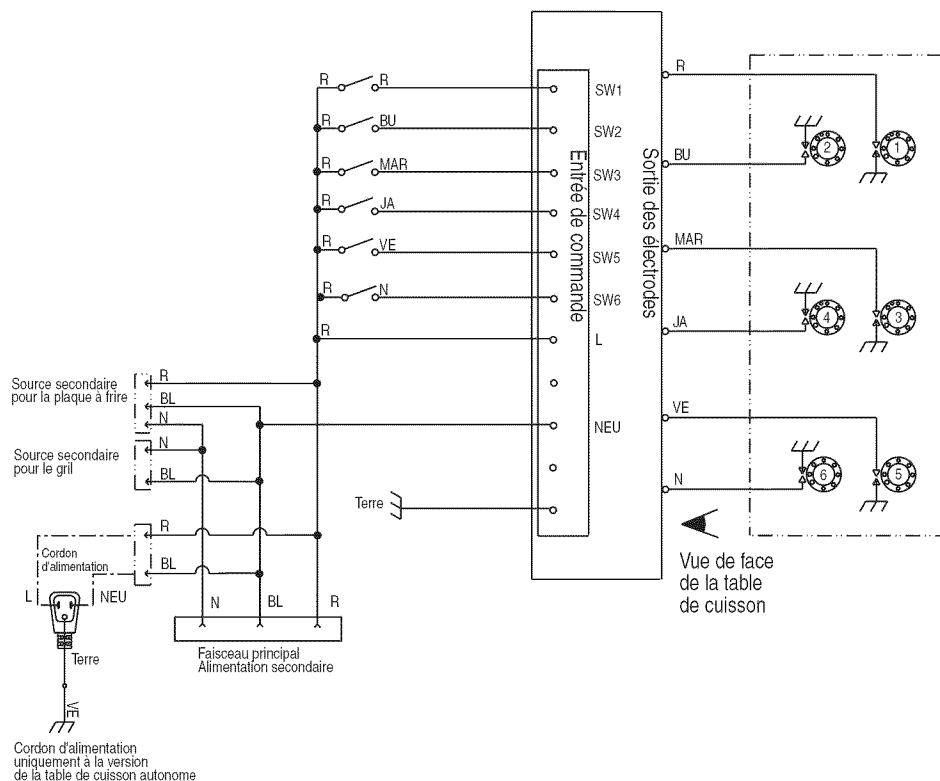 R R SW1
R BU SW2
R MAR SW3
R JA SW4
R VE SW5
R N SW6
R L
NEU
Entrée de commande
Sortie des électrodes
R
BU
2 1
MAR
JA
4 3
VE
N
6 5
Source secondaire
pour la plaque à frire
R
BL
N
Source secondaire
pour le gril
N
BL
Terre
R
Cordon
d'alimentation
BL
L NEU
N BL R
Terre
VE
Faisceau principal
Alimentation secondaire
Vue de face
de la table
de cuisson
Cordon d'alimentation
uniquement à la version
de la table de cuisson autonome